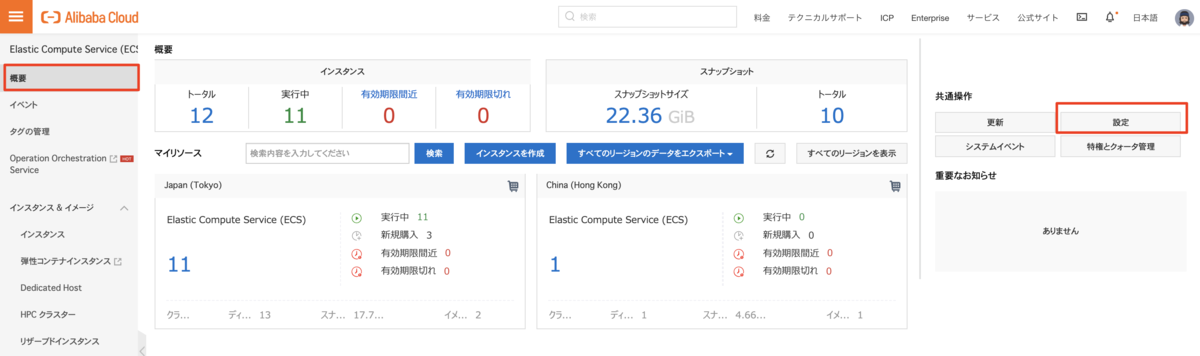 Alibaba Cloud
検索
料金
テクニカルサポート
ICP
Enterprise
サービス
公式サイト
日本語
Elastic Compute Service (EC
概要
イベント
タグの管理
Operation Orchestration
HOT
Service
インスタンス & イメージ
インスタンス
弾性コンテナインスタンス
Dedicated Host
HPC クラスター
リザーブドインスタンス
概要
インスタンス
トータル
実行中
有効期限間近
有効期限切れ
12
11
0
0
スナップショット
スナップショットサイズ
トータル
22.36 GiB
10
マイリソース
検索内容を入力してください
検索
インスタンスを作成
すべてのリージョンのデータをエクスポート
すべてのリージョンを表示
Japan (Tokyo)
Elastic Compute Service (ECS)
11
実行中 11
新規購入 3
有効期限間近 0
有効期限切れ 0
クラ...
ディ... 13
スナ... 17.7...
イメ... 2
China (Hong Kong)
Elastic Compute Service (ECS)
1
実行中 0
新規購入 0
有効期限間近 0
有効期限切れ 0
クラ...
ディ... 1
スナ... 4.66...
イメ... 1
共通操作
更新
設定
システムイベント
特権とクォータ管理
重要なお知らせ
ありません